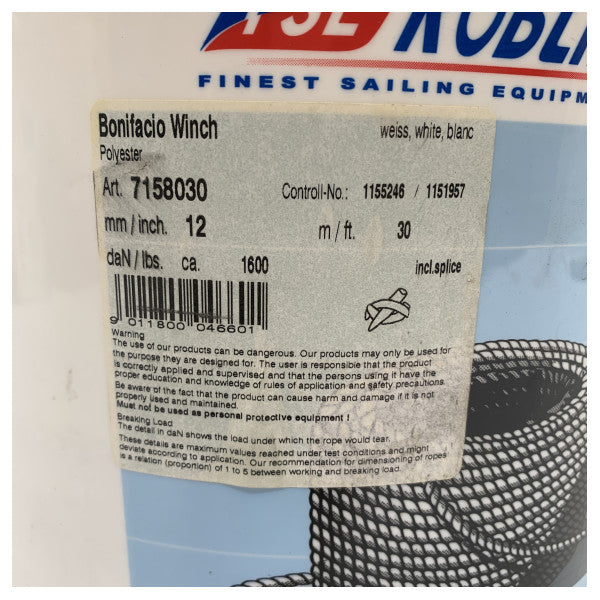 FSE ROBLI
FINEST SAILING EQUIPM
Bonifacio Winch weiss, white, blanc
Polyester
Art. 7158030 Controll-No.: 1155246 / 1151957
mm / inch. 12 m / ft. 30
daN / lbs. ca. 1600 incl.splice
9 011800 046601
Warning
The use of our products can be dangerous. Our products may only be used for
the purpose they are designed for. The user is responsible that the product
is correctly applied and supervised and that the persons using it have the
proper education and knowledge of rules of application and safety precautions.
Be aware of the fact that the product can cause harm and damage if it is not
properly used and maintained.
Must not be used as personal protective equipment !
Breaking Load
The detail in daN shows the load under which the rope would tear.
These details are maximum values reached under test conditions and might
deviate according to application. Our recommendation for dimensioning of ropes
is a relation (proportion) of 1 to 5 between working and breaking load.